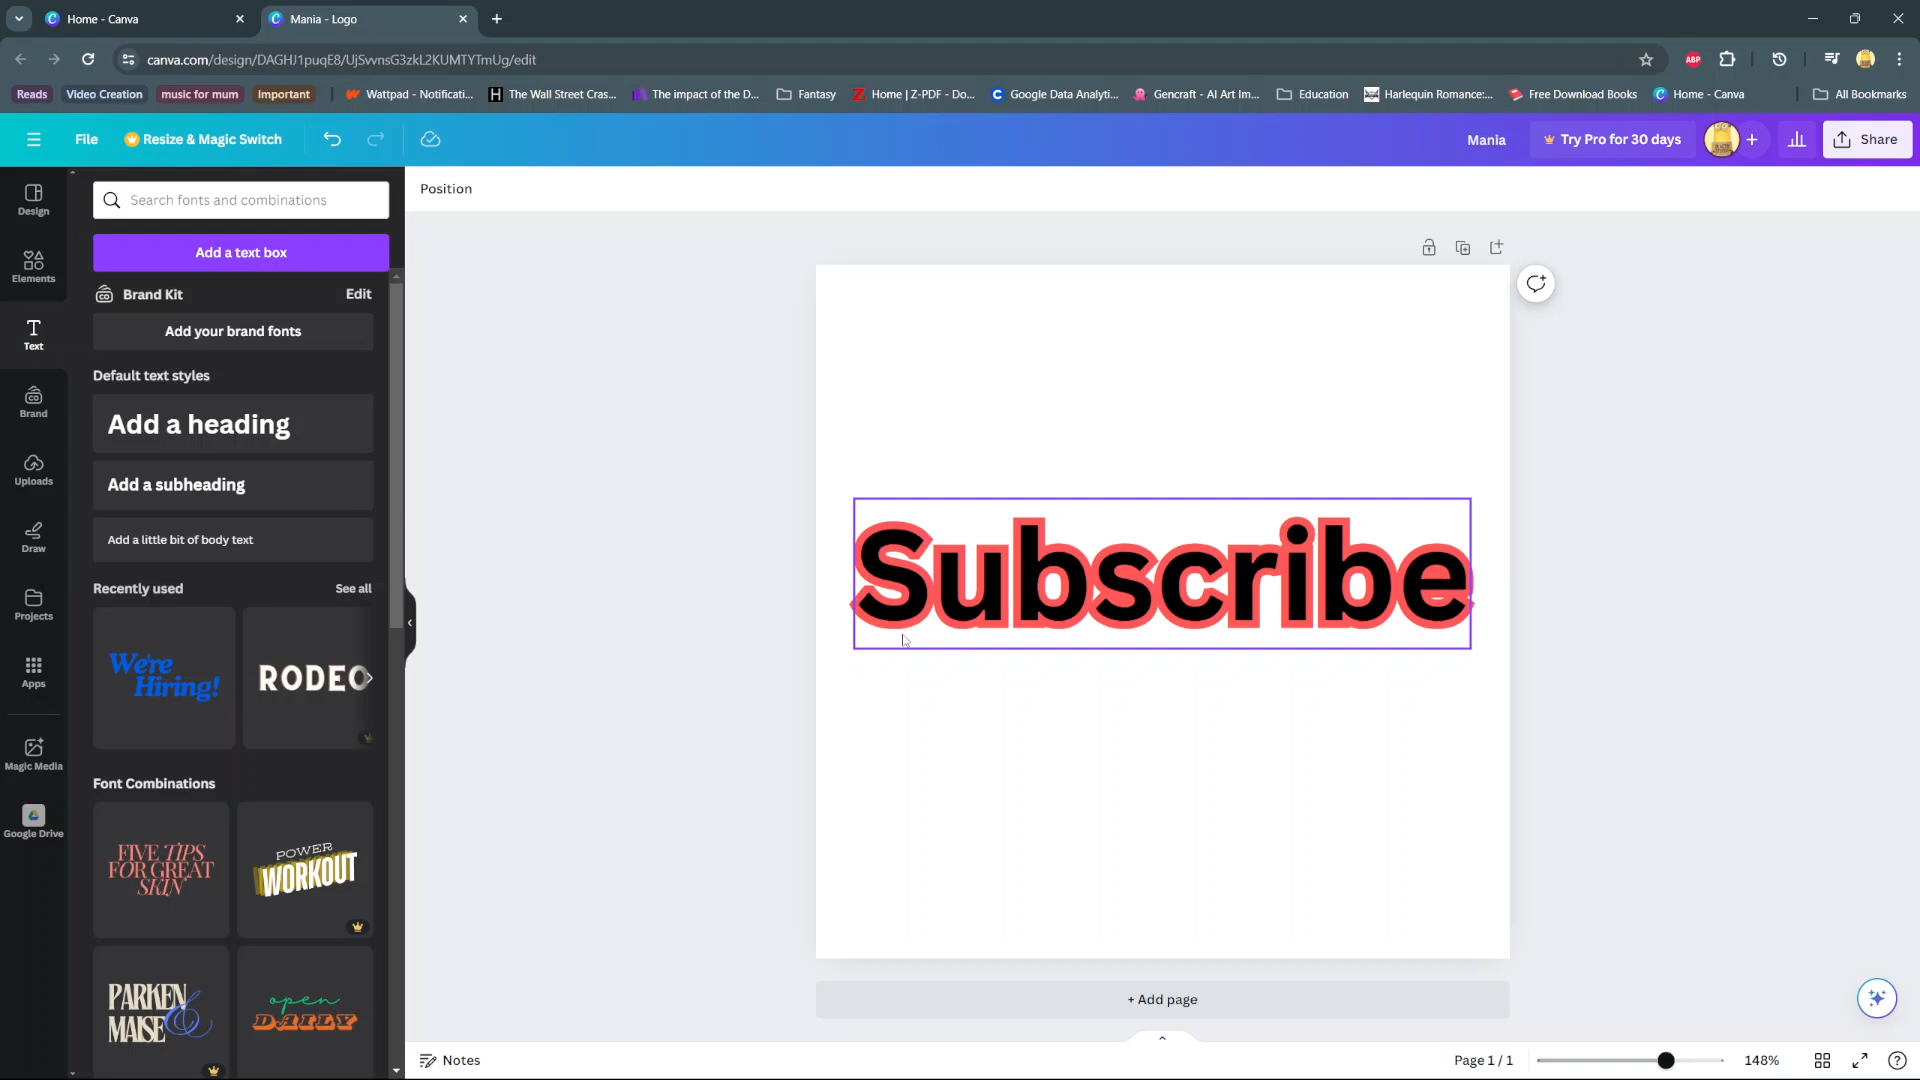 Home - Canva
Mania - Logo
canva.com/design/DAGHJ1puqE8/UjSvvnsG3zkL2KUMTYTmUg/edit
ABP
Reads
Video Creation
music for mum
Important
Wattpad - Notificati...
The Wall Street Cras...
The impact of the D...
Fantasy
Home | Z-PDF - Do...
Google Data Analyti...
Gencraft - AI Art Im...
Education
Harlequin Romance:...
Free Download Books
Home - Canva
All Bookmarks
File
Resize & Magic Switch
Mania
Try Pro for 30 days
Share
Design
Elements
Text
Brand
Uploads
Draw
Projects
Apps
Magic Media
Google Drive
Search fonts and combinations
Add a text box
Brand Kit
Edit
Add your brand fonts
Default text styles
Add a heading
Add a subheading
Add a little bit of body text
Recently used
See all
We're
Hiring!
RODEO
Font Combinations
FIVE TIPS
FOR GREAT
SKIN
POWER
WORKOUT
PARKEN
MAISE &
open
DAILY
Position
Subscribe
+ Add page
Notes
Page 1 / 1
148%